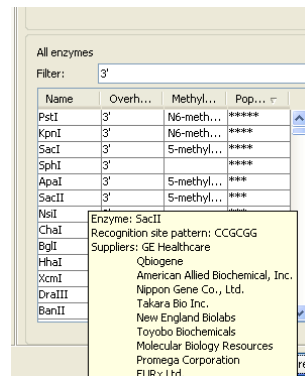 All enzymes
Filter: 3'
Name Overh... Methyl... Pop...
PstI 3' N6-meth... *****
KpnI 3' N6-meth... ****
SacI 3' 5-methyl... ****
SphI 3' ****
ApaI 3' 5-methyl... ***
SacII 3' 5-methyl... ***
NsiI
ChaI
BglI
HhaI
XcmI
DraIII
BanII
Enzyme: SacII
Recognition site pattern: CCGCGG
Suppliers: GE Healthcare
Qbiogene
American Allied Biochemical, Inc.
Nippon Gene Co., Ltd.
Takara Bio Inc.
New England Biolabs
Toyobo Biochemicals
Molecular Biology Resources
Promega Corporation
EURx Ltd.